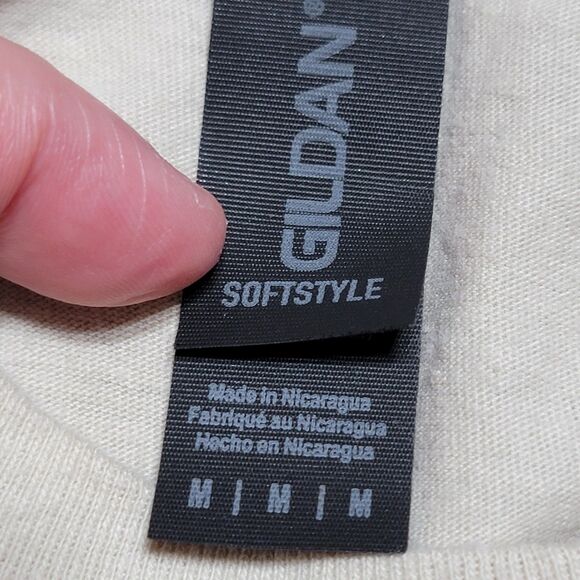 GILDAN®
SOFTSTYLE
Made in Nicaragua
Fabriqué au Nicaragua
Hecho en Nicaragua
M | M | M